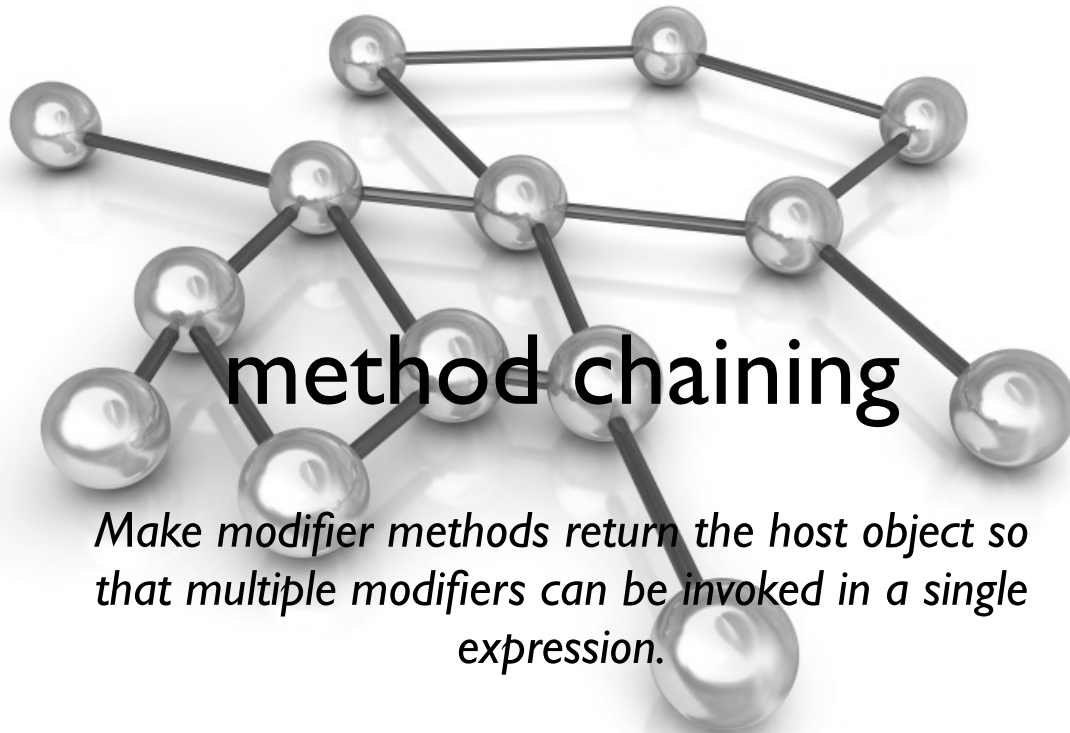 method chaining
Make modifier methods return the host object so
that multiple modifiers can be invoked in a single
expression.